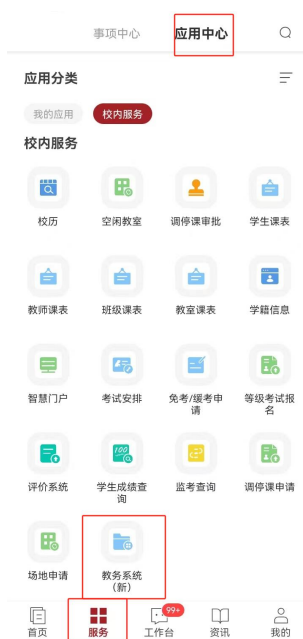 事项中心 应用中心
应用分类
我的应用 校内服务
校内服务
校历 空闲教室 调停课审批 学生课表
教师课表 班级课表 教室课表 学籍信息
智慧门户 考试安排 免考/缓考申 等级考试报
请 名
100
评价系统 学生成绩查 监考查询 调停课申请
询
场地申请 教务系统
（新）
99+
首页 服务 工作台 资讯 我的